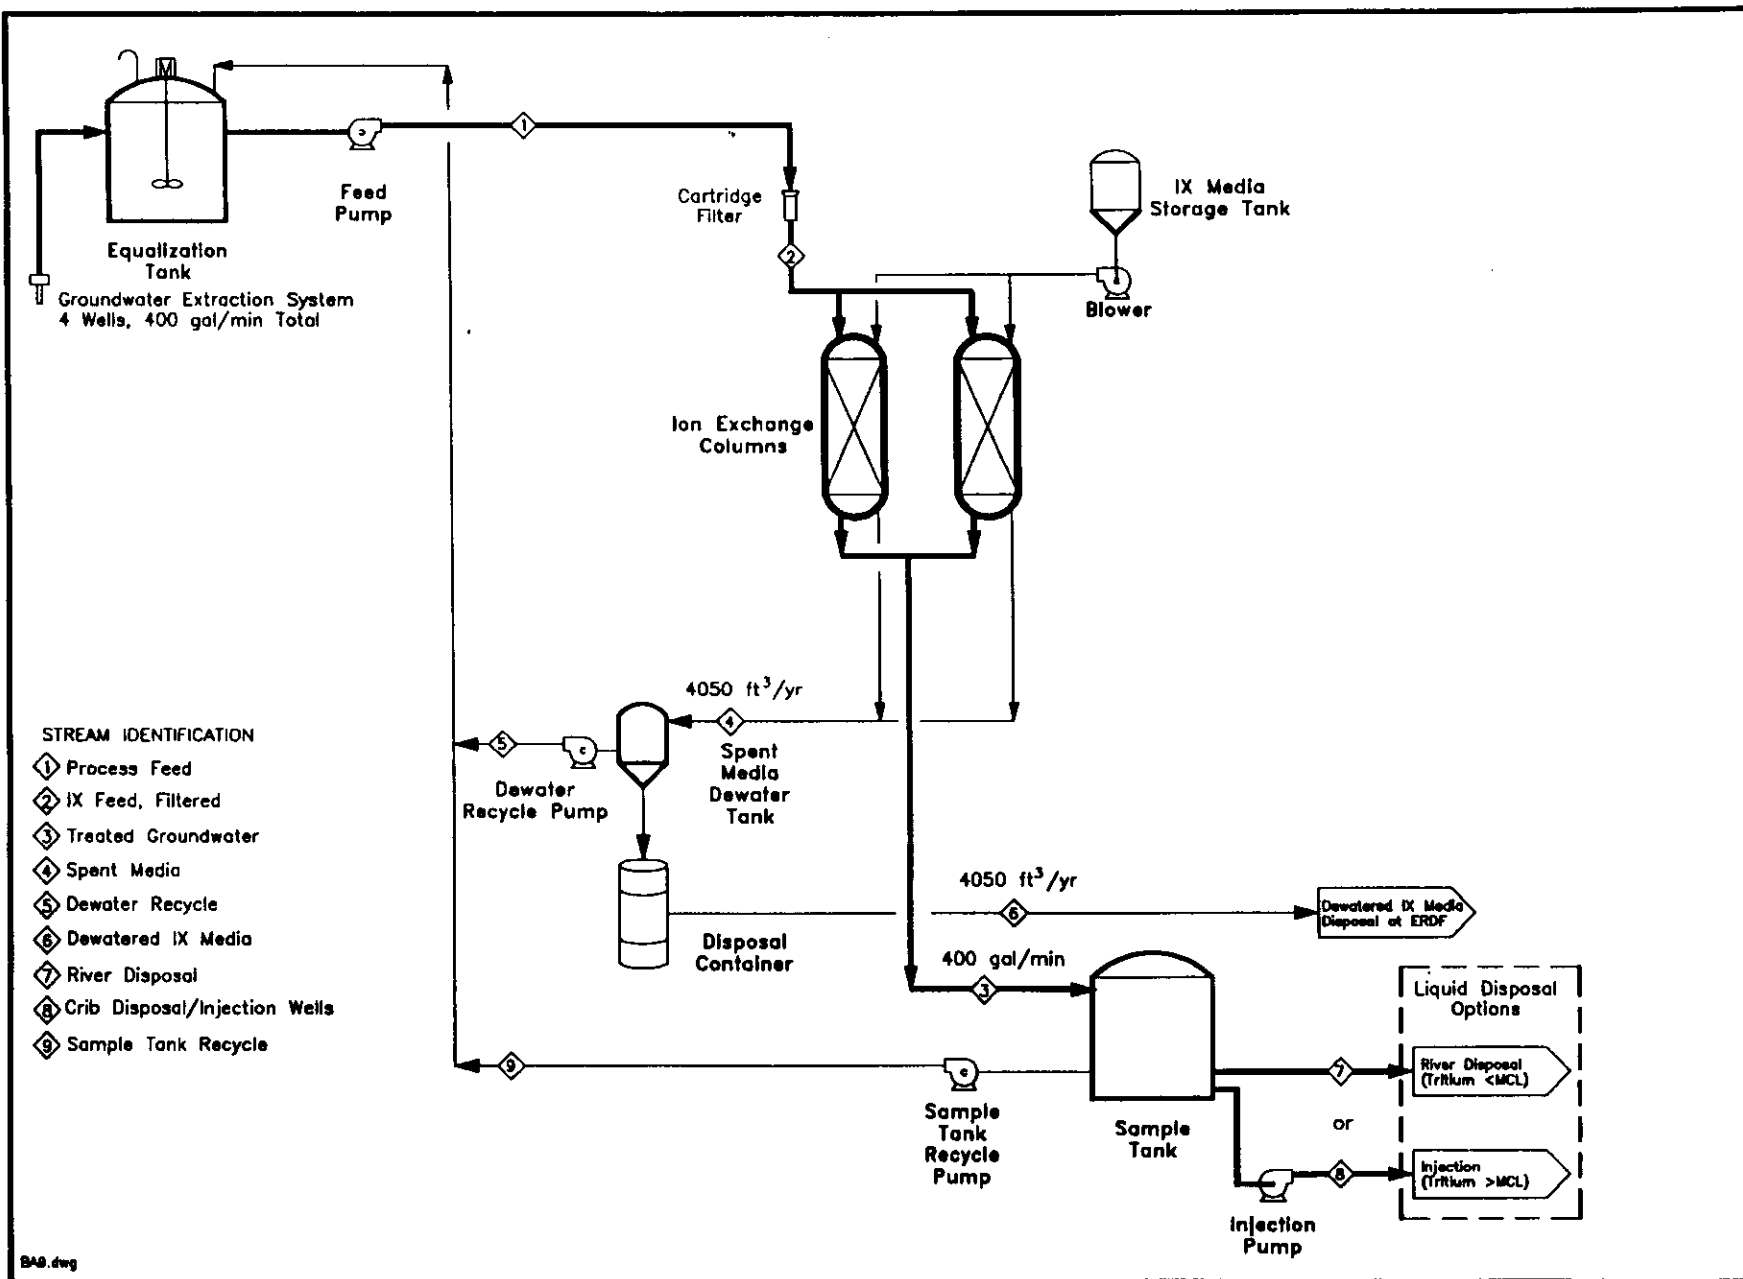 M
1
Feed
Pump
Cartridge
Filter
IX Media
Storage Tank
Equalization
Tank
Groundwater Extraction System
4 Wells, 400 gal/min Total
2
Blower
Ion Exchange
Columns
4050 ft³/yr
4
5
c
Spent
Media
Dewater
Tank
Dewater
Recycle Pump
STREAM IDENTIFICATION
1 Process Feed
2 IX Feed, Filtered
3 Treated Groundwater
4 Spent Media
5 Dewater Recycle
6 Dewatered IX Media
7 River Disposal
8 Crib Disposal/Injection Wells
9 Sample Tank Recycle
4050 ft³/yr
6
Dewatered IX Media
Disposal at ERDF
Disposal
Container
400 gal/min
3
Liquid Disposal
Options
9
c
7
River Disposal
(Tritium <MCL)
Sample
Tank
Recycle
Pump
Sample
Tank
or
8
Injection
(Tritium >MCL)
Injection
Pump